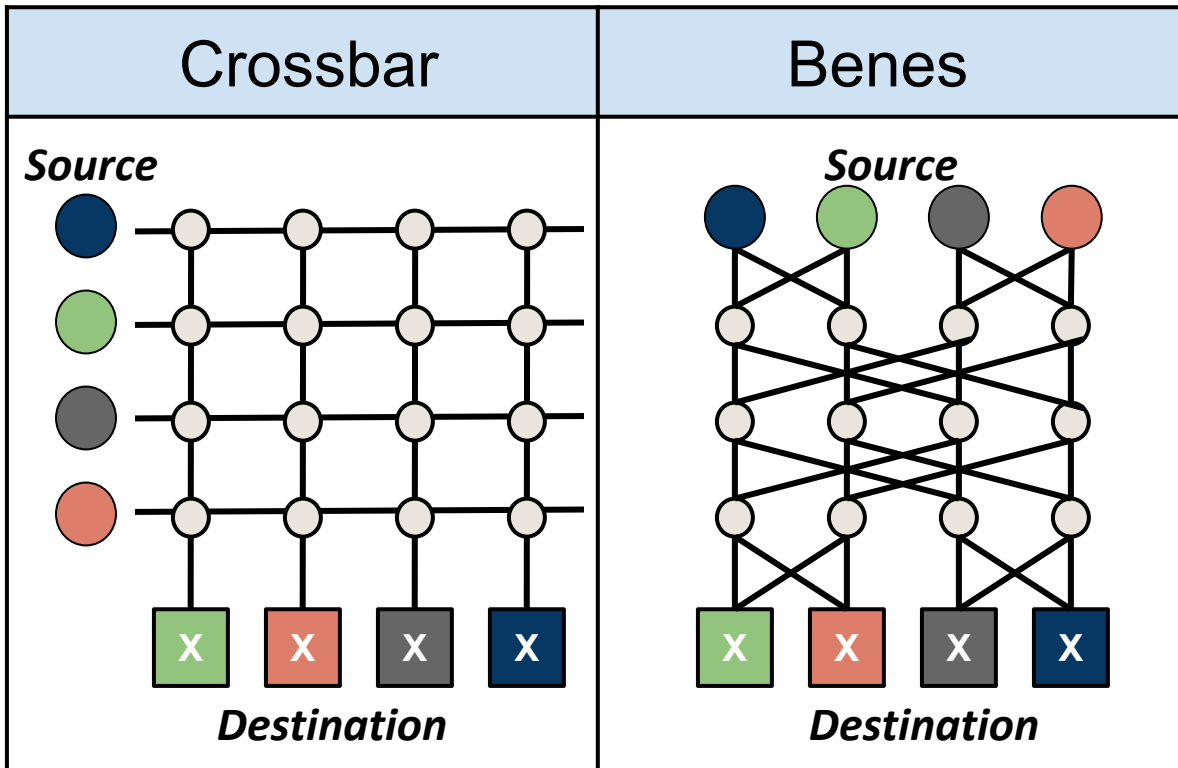 Crossbar
Benes
Source
X X X X
Destination
Source
X X X X
Destination